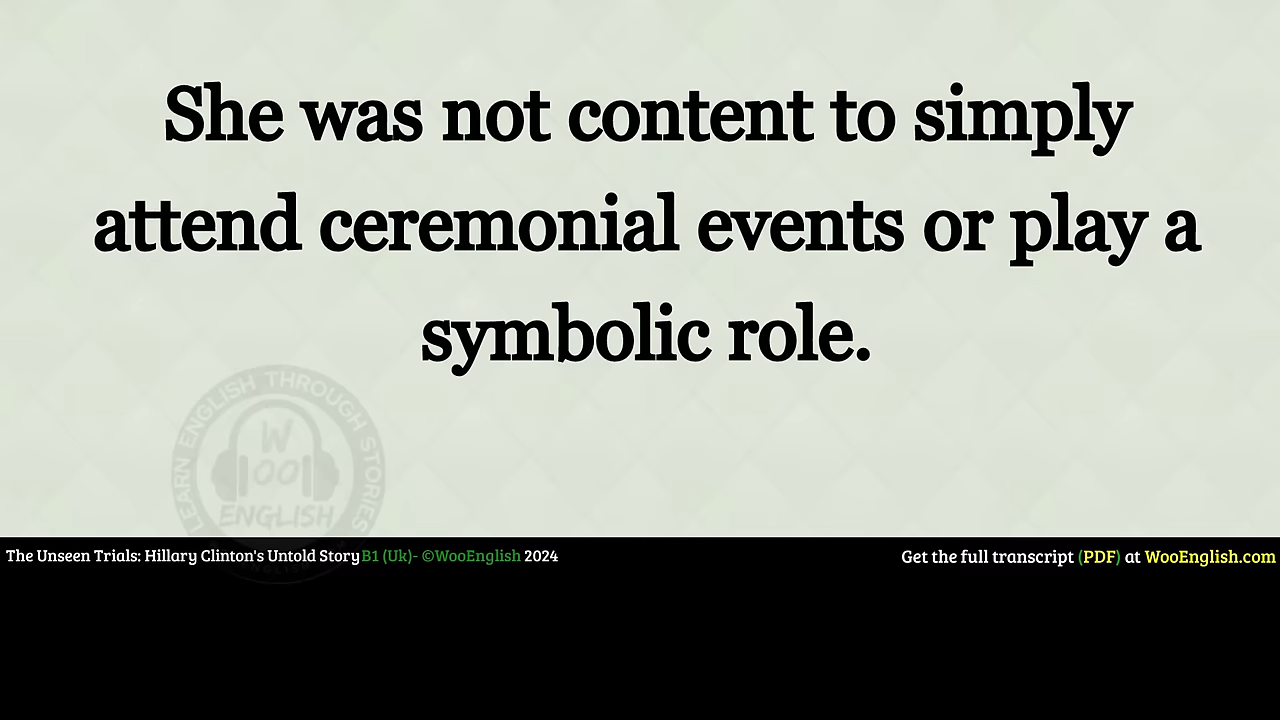 She was not content to simply
attend ceremonial events or play a
symbolic role.
LEARN ENGLISH THROUGH STORIES
W
OO
ENGLISH
The Unseen Trials: Hillary Clinton's Untold Story B1 (Uk)- ©WooEnglish 2024
Get the full transcript (PDF) at WooEnglish.com